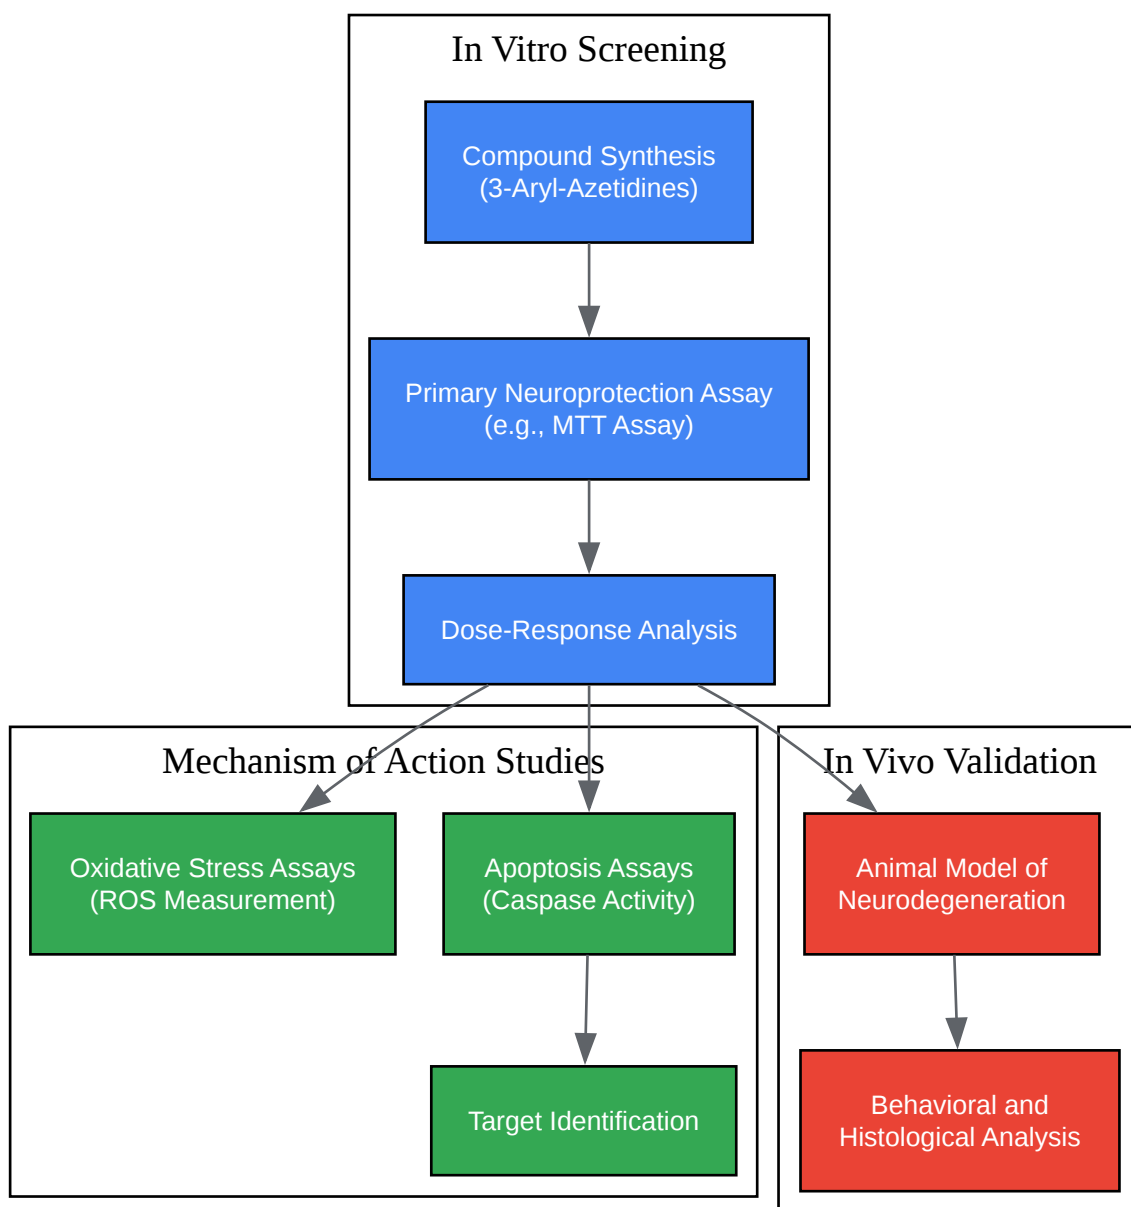 In Vitro Screening
Compound Synthesis
(3-Aryl-Azetidines)
Primary Neuroprotection Assay
(e.g., MTT Assay)
Dose-Response Analysis
Mechanism of Action Studies
Oxidative Stress Assays
(ROS Measurement)
Apoptosis Assays
(Caspase Activity)
Target Identification
In Vivo Validation
Animal Model of
Neurodegeneration
Behavioral and
Histological Analysis